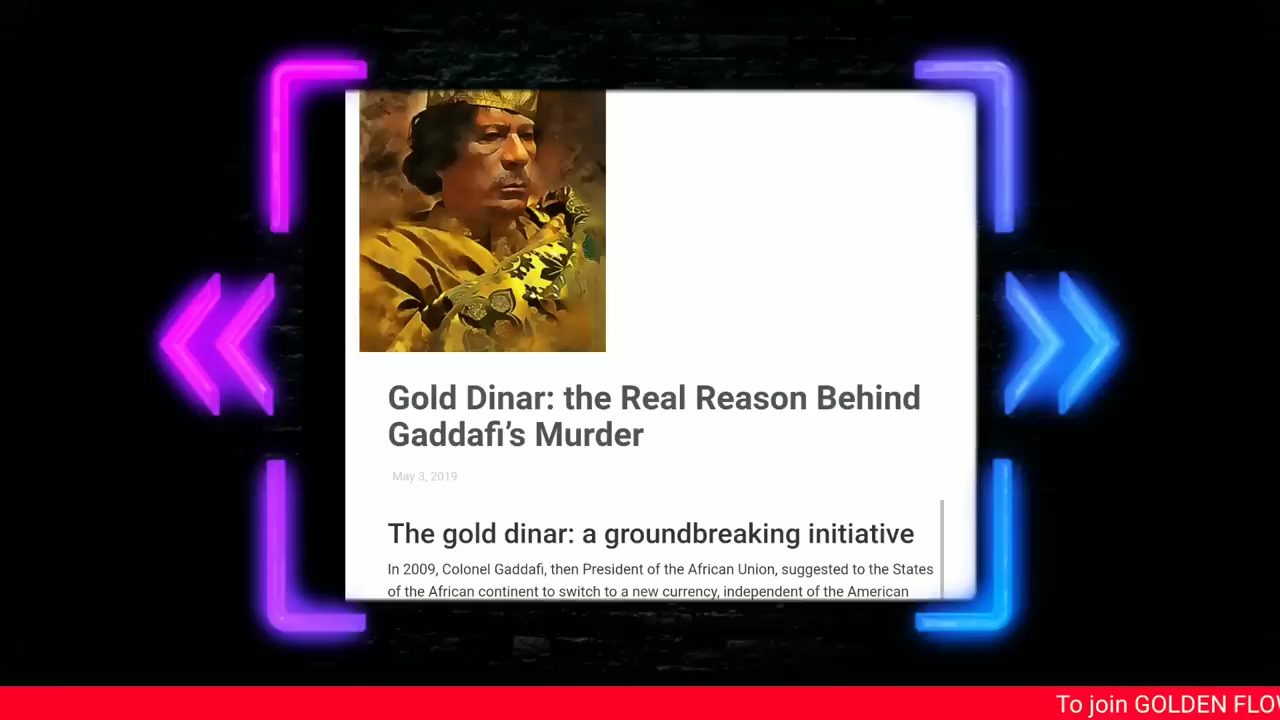 Gold Dinar: the Real Reason Behind
Gaddafi’s Murder
May 3, 2019
The gold dinar: a groundbreaking initiative
In 2009, Colonel Gaddafi, then President of the African Union, suggested to the States
of the African continent to switch to a new currency, independent of the American
To join GOLDEN